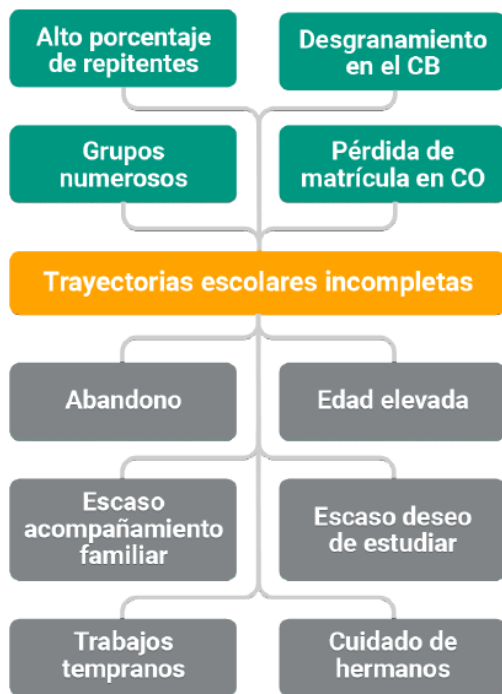 Alto porcentaje
de repitentes
Desgranamiento
en el CB
Grupos
numerosos
Pérdida de
matrícula en CO
Trayectorias escolares incompletas
Abandono
Edad elevada
Escaso
acompañamiento
familiar
Escaso deseo
de estudiar
Trabajos
tempranos
Cuidado de
hermanos